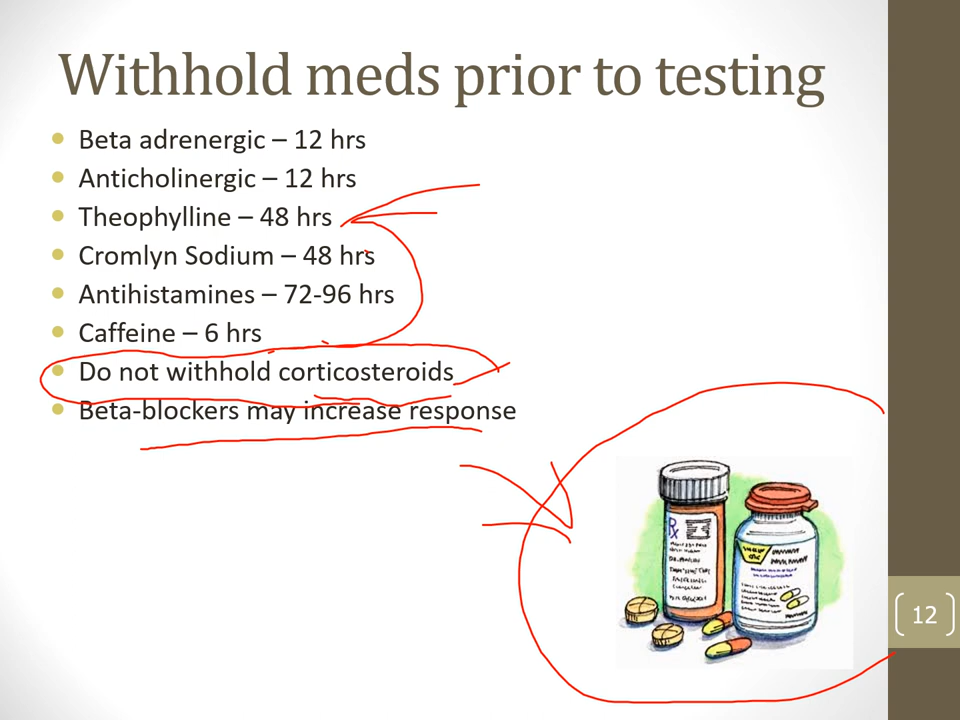 Withhold meds prior to testing
Beta adrenergic – 12 hrs
Anticholinergic – 12 hrs
Theophylline – 48 hrs
Cromlyn Sodium – 48 hrs
Antihistamines – 72-96 hrs
Caffeine – 6 hrs
Do not withhold corticosteroids
Beta-blockers may increase response
Rx
12